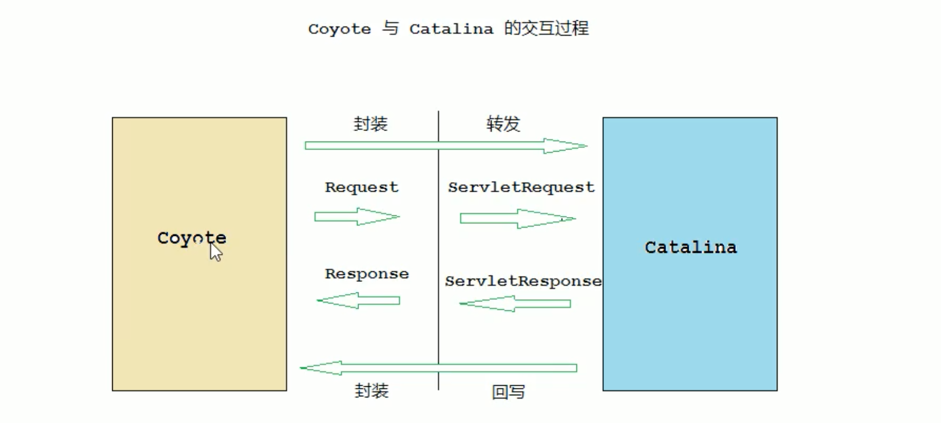 Coyote 与 Catalina 的交互过程
封装 转发
Request ServletRequest
Coyote Catalina
Response ServletResponse
封装 回写